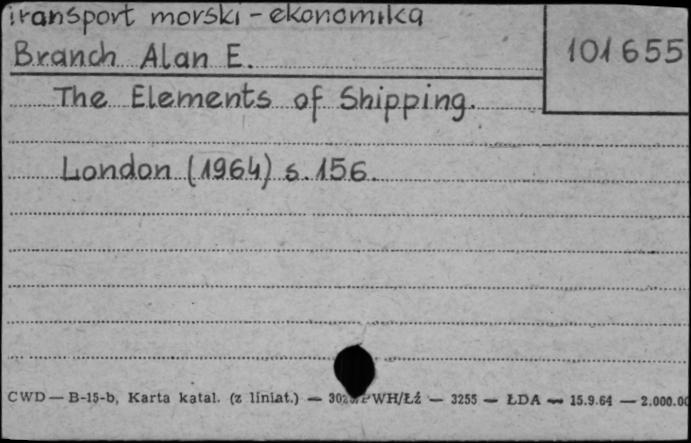 transport morski - ekonomika
Branch Alan E.
101655
The Elements of Shipping.
London (1964) s. 156.
CWD — B-15-b, Karta katal. (z liniat.) — WH/Łź — 3255 — ŁDA — 15.9.64 — 2.000.00